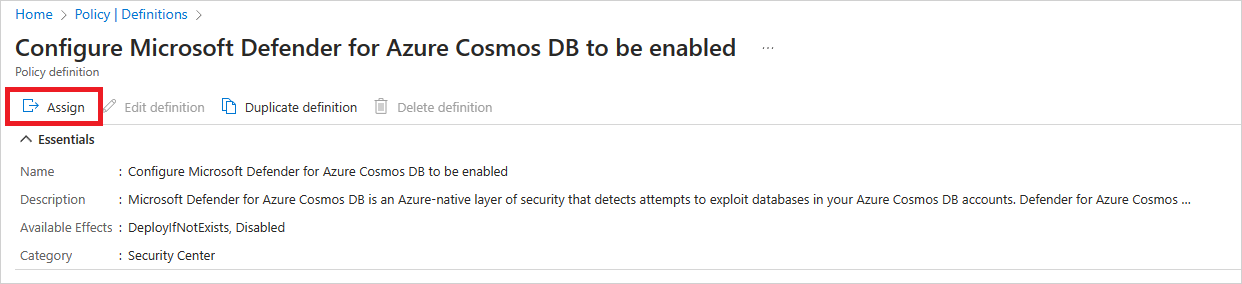 Home > Policy | Definitions >
Configure Microsoft Defender for Azure Cosmos DB to be enabled ...
Policy definition
Assign Edit definition Duplicate definition Delete definition
Essentials
Name : Configure Microsoft Defender for Azure Cosmos DB to be enabled
Description : Microsoft Defender for Azure Cosmos DB is an Azure-native layer of security that detects attempts to exploit databases in your Azure Cosmos DB accounts. Defender for Azure Cosmos ...
Available Effects : DeployIfNotExists, Disabled
Category : Security Center